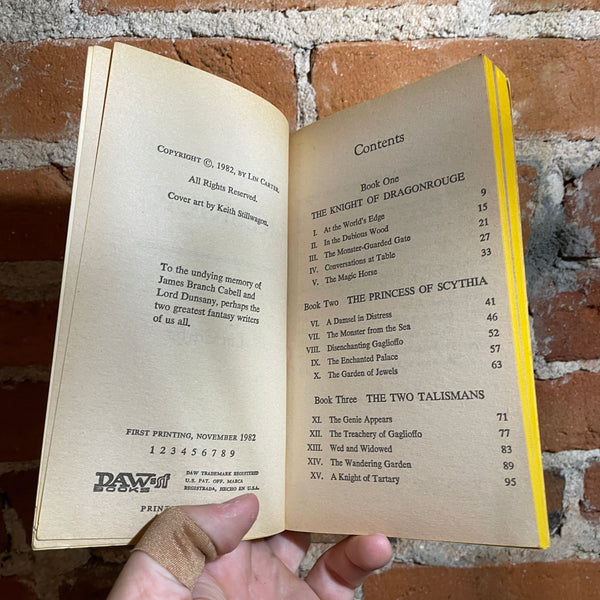 COPYRIGHT ©, 1982, BY LIN CARTER.
All Rights Reserved.
Cover art by Keith Stillwagon.
To the undying memory of
James Branch Cabell and
Lord Dunsany, perhaps the
two greatest fantasy writers
of us all.
FIRST PRINTING, NOVEMBER 1982
1 2 3 4 5 6 7 8 9
DAW sf
BOOKS
DAW TRADEMARK REGISTERED
U.S. PAT. OFF. MARCA
REGISTRADA, HECHO EN U.S.A.
PRIN
Contents
Book One
THE KNIGHT OF DRAGONROUGE 9
I. At the World's Edge 15
II. In the Dubious Wood 21
III. The Monster-Guarded Gate 27
IV. Conversations at Table 33
V. The Magic Horse
Book Two THE PRINCESS OF SCYTHIA 41
VI. A Damsel in Distress 46
VII. The Monster from the Sea 52
VIII. Disenchanting Gaglioffo 57
IX. The Enchanted Palace 63
X. The Garden of Jewels
Book Three THE TWO TALISMANS
XI. The Genie Appears 71
XII. The Treachery of Gaglioffo 77
XIII. Wed and Widowed 83
XIV. The Wandering Garden 89
XV. A Knight of Tartary 95